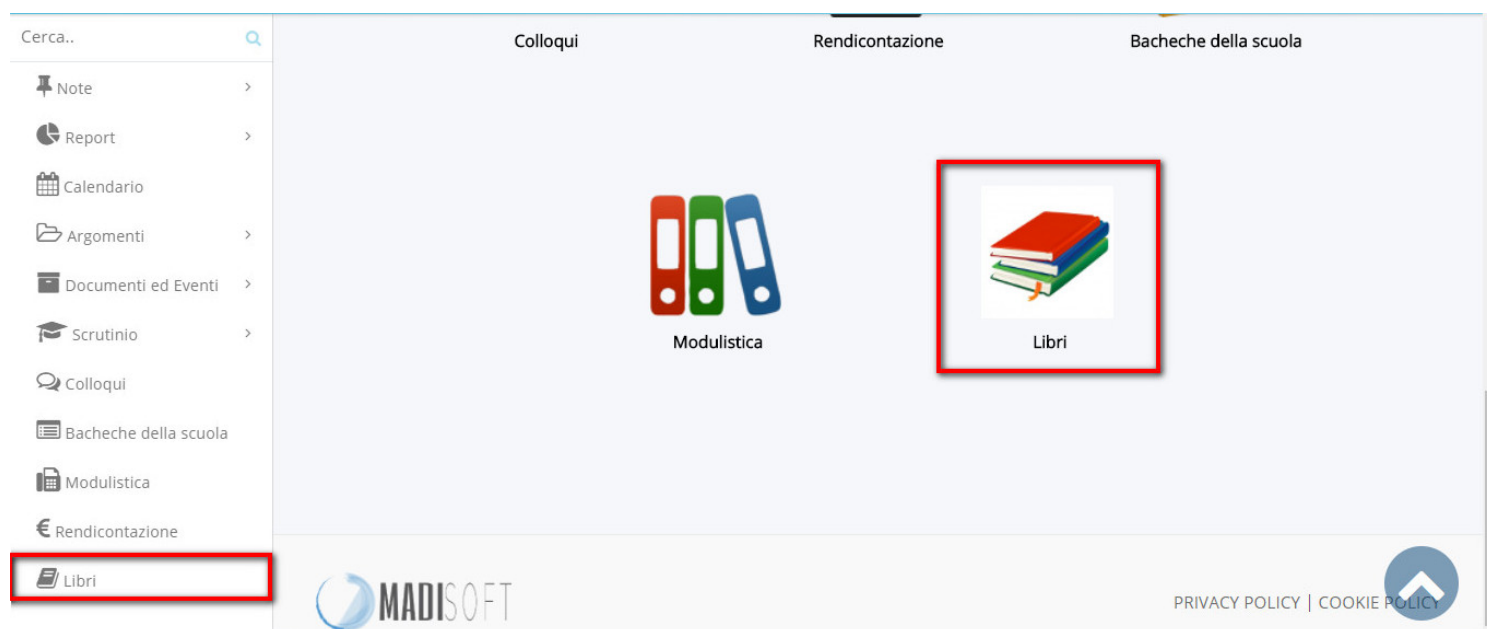 Cerca..
Note
Report
Calendario
Argomenti
Documenti ed Eventi
Scrutinio
Colloqui
Bacheche della scuola
Modulistica
Rendicontazione
Libri
Colloqui Rendicontazione Bacheche della scuola
Modulistica Libri
MADISOFT
PRIVACY POLICY | COOKIE POLICY